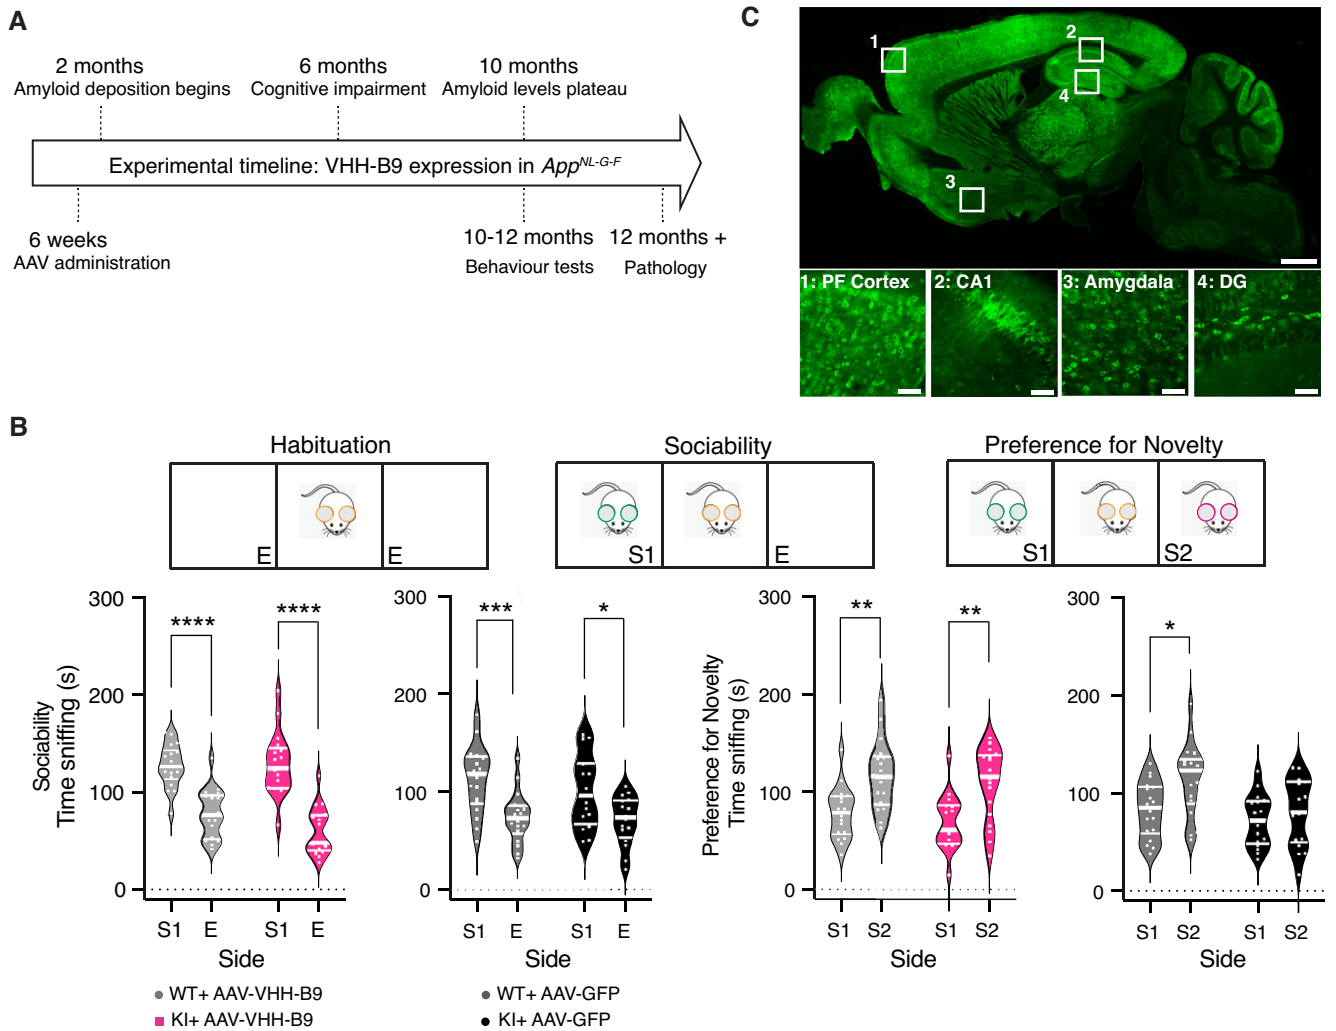 A
2 months
Amyloid deposition begins
6 months
Cognitive impairment
10 months
Amyloid levels plateau
Experimental timeline: VHH-B9 expression in App^NL-G-F
6 weeks
AAV administration
10-12 months
Behaviour tests
12 months +
Pathology
C
1
2
4
3
1: PF Cortex
2: CA1
3: Amygdala
4: DG
B
Habituation
E
E
Sociability
S1
E
Preference for Novelty
S1
S2
Sociability
Time sniffing (s)
300
200
100
0
****
****
S1
E
S1
E
Side
300
200
100
0
***
*
S1
E
S1
E
Side
Preference for Novelty
Time sniffing (s)
300
200
100
0
**
**
S1
S2
S1
S2
Side
300
200
100
0
*
S1
S2
S1
S2
Side
WT+ AAV-VHH-B9
KI+ AAV-VHH-B9
WT+ AAV-GFP
KI+ AAV-GFP